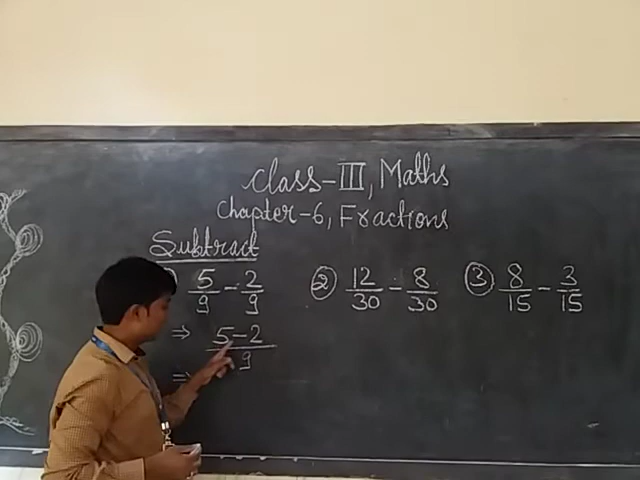 Class-III, Maths
Chapter-6, Fractions
Subtract
) 5/9 - 2/9 ② 12/30 - 8/30 ③ 8/15 - 3/15
⇒ 5-2/9
⇒